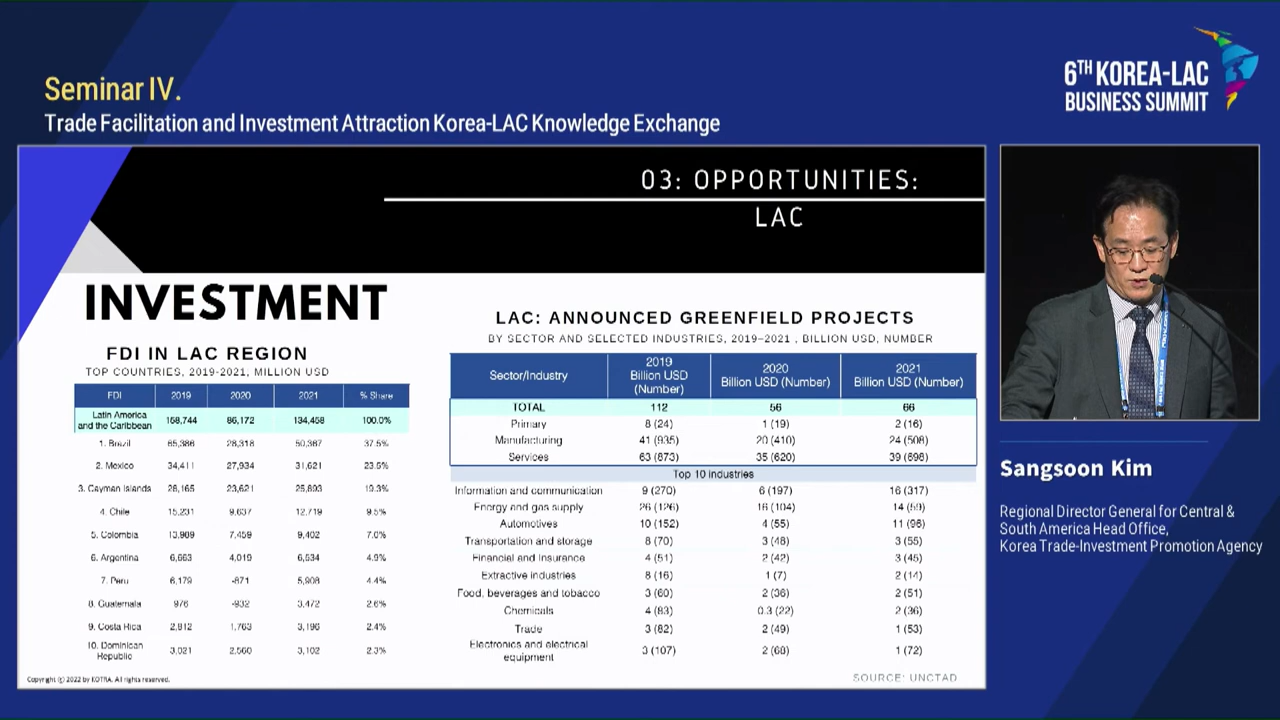 Seminar IV.
Trade Facilitation and Investment Attraction Korea-LAC Knowledge Exchange
6TH KOREA-LAC
BUSINESS SUMMIT
03: OPPORTUNITIES:
LAC
INVESTMENT
FDI IN LAC REGION
TOP COUNTRIES, 2019-2021, MILLION USD
FDI 2019 2020 2021 % Share
Latin America and the Caribbean 158,744 86,172 134,458 100.0%
1. Brazil 65,386 28,318 50,367 37.5%
2. Mexico 34,411 27,934 31,621 23.5%
3. Cayman Islands 28,165 23,621 25,893 19.3%
4. Chile 15,231 9,637 12,719 9.5%
5. Colombia 13,909 7,459 9,402 7.0%
6. Argentina 6,663 4,019 6,534 4.9%
7. Peru 6,179 -871 5,908 4.4%
8. Guatemala 976 -932 3,472 2.6%
9. Costa Rica 2,812 1,763 3,196 2.4%
10. Dominican Republic 3,021 2,560 3,102 2.3%
Copyright ⓒ 2022 by KOTRA. All rights reserved.
LAC: ANNOUNCED GREENFIELD PROJECTS
BY SECTOR AND SELECTED INDUSTRIES, 2019–2021 , BILLION USD, NUMBER
Sector/Industry 2019 Billion USD (Number) 2020 Billion USD (Number) 2021 Billion USD (Number)
TOTAL 112 56 66
Primary 8 (24) 1 (19) 2 (16)
Manufacturing 41 (935) 20 (410) 24 (508)
Services 63 (873) 35 (620) 39 (698)
Top 10 industries
Information and communication 9 (270) 6 (197) 16 (317)
Energy and gas supply 26 (126) 16 (104) 14 (59)
Automotives 10 (152) 4 (55) 11 (96)
Transportation and storage 8 (70) 3 (48) 3 (55)
Financial and insurance 4 (51) 2 (42) 3 (45)
Extractive industries 8 (16) 1 (7) 2 (14)
Food, beverages and tobacco 3 (60) 2 (36) 2 (51)
Chemicals 4 (83) 0.3 (22) 2 (36)
Trade 3 (82) 2 (49) 1 (53)
Electronics and electrical equipment 3 (107) 2 (68) 1 (72)
SOURCE: UNCTAD
Sangsoon Kim
Regional Director General for Central &
South America Head Office,
Korea Trade-Investment Promotion Agency